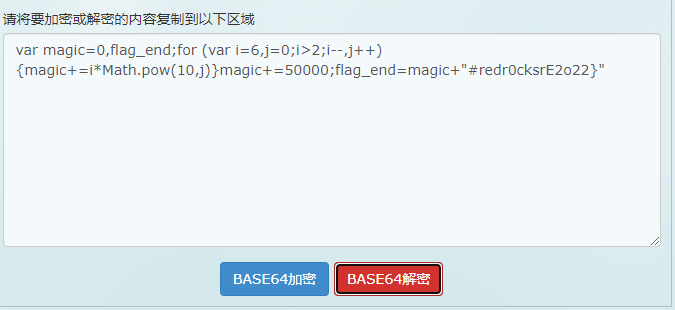 请将要加密或解密的内容复制到以下区域
var magic=0,flag_end;for (var i=6,j=0;i>2;i--,j++)
{magic+=i*Math.pow(10,j)}magic+=50000;flag_end=magic+"#redr0cksrE2o22}"
BASE64加密 BASE64解密